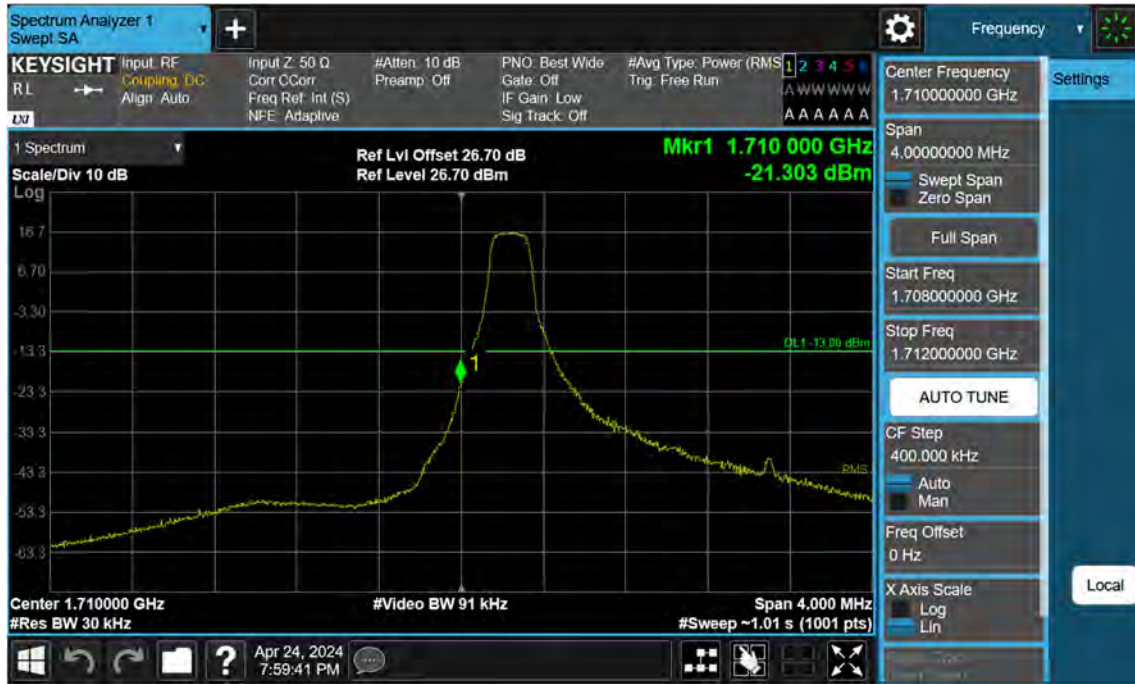 Spectrum Analyzer 1
Swept SA
+
Frequency
KEYSIGHT
RL
LXI
Input: RF
Coupling: DC
Align: Auto
Input Z: 50 Ω
Corr CCorr
Freq Ref: Int (S)
NFE: Adaptive
#Atten: 10 dB
Preamp: Off
PNO: Best Wide
Gate: Off
IF Gain: Low
Sig Track: Off
#Avg Type: Power (RMS
Trig: Free Run
1 2 3 4 5 6
A W W W W W
A A A A A A
1 Spectrum
Scale/Div 10 dB
Ref Lvl Offset 26.70 dB
Ref Level 26.70 dBm
Mkr1 1.710 000 GHz
-21.303 dBm
Log
16.7
6.70
-3.30
-13.3
-23.3
-33.3
-43.3
-53.3
-63.3
DL1 -13.00 dBm
1
RMS
Center 1.710000 GHz
#Res BW 30 kHz
#Video BW 91 kHz
Span 4.000 MHz
#Sweep ~1.01 s (1001 pts)
Center Frequency
1.710000000 GHz
Settings
Span
4.00000000 MHz
Swept Span
Zero Span
Full Span
Start Freq
1.708000000 GHz
Stop Freq
1.712000000 GHz
AUTO TUNE
CF Step
400.000 kHz
Auto
Man
Freq Offset
0 Hz
X Axis Scale
Log
Lin
Local
?
Apr 24, 2024
7:59:41 PM